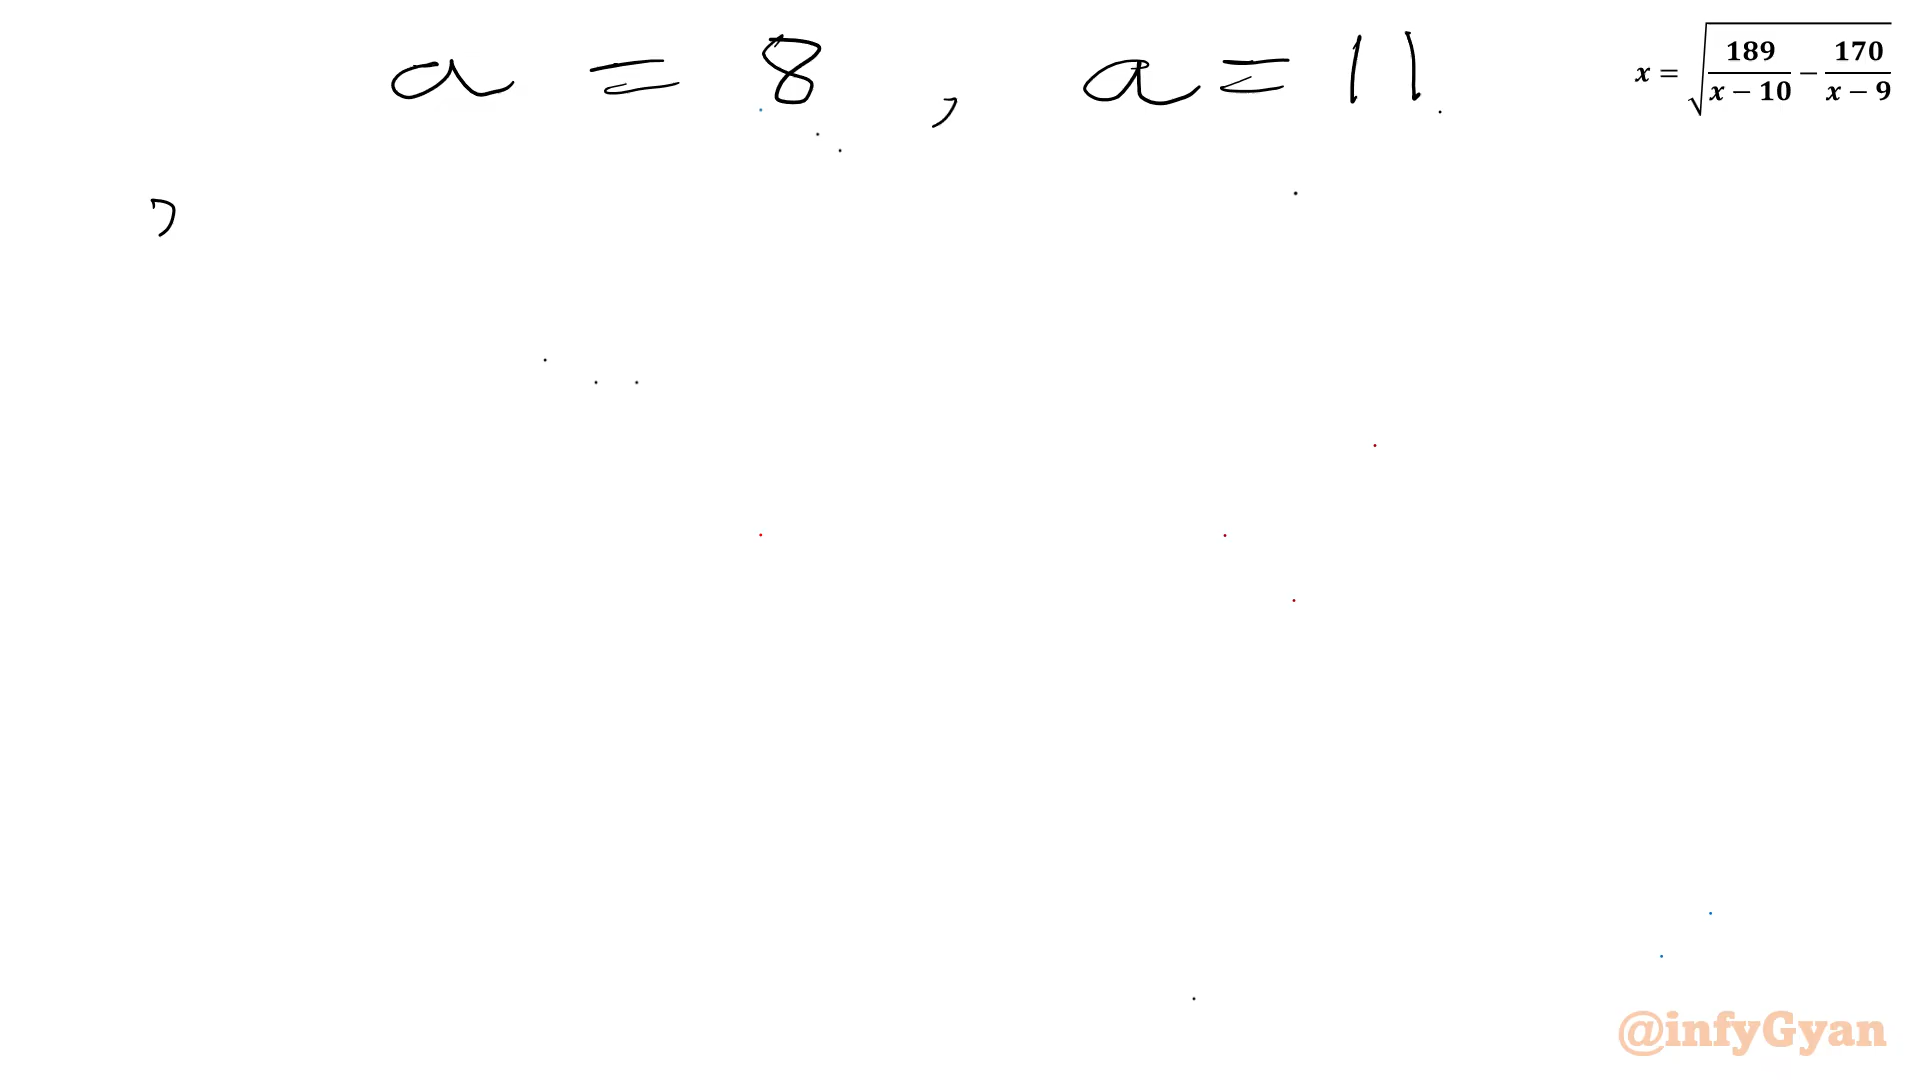 a = 8 , a = 11 x = √(189/(x − 10) − 170/(x − 9))
,
@infyGyan